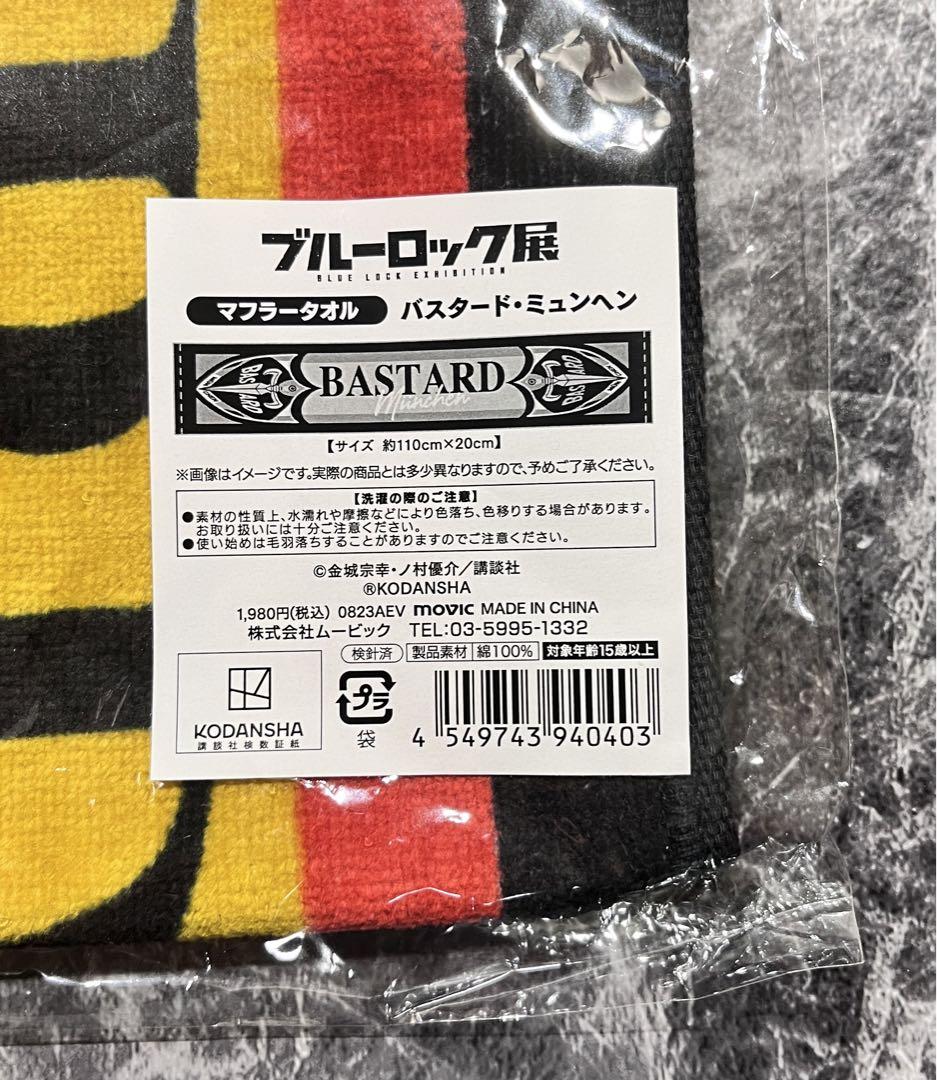 ブルーロック展
BLUE LOCK EXHIBITION
マフラータオル バスタード・ミュンヘン
BASTARD BASTARD BASTARD
München
【サイズ 約110cm×20cm】
※画像はイメージです。実際の商品とは多少異なりますので、予めご了承ください。
【洗濯の際のご注意】
●素材の性質上、水濡れや摩擦などにより色落ち、色移りする場合があります。
お取り扱いには十分ご注意ください。
●使い始めは毛羽落ちすることがありますのでご注意ください。
©金城宗幸・ノ村優介／講談社
®KODANSHA
1,980円(税込) 0823AEV movic MADE IN CHINA
株式会社ムービック TEL:03-5995-1332
検針済 製品素材 綿100% 対象年齢15歳以上
KODANSHA
講談社検数証紙
プラ
袋
4 549743 940403